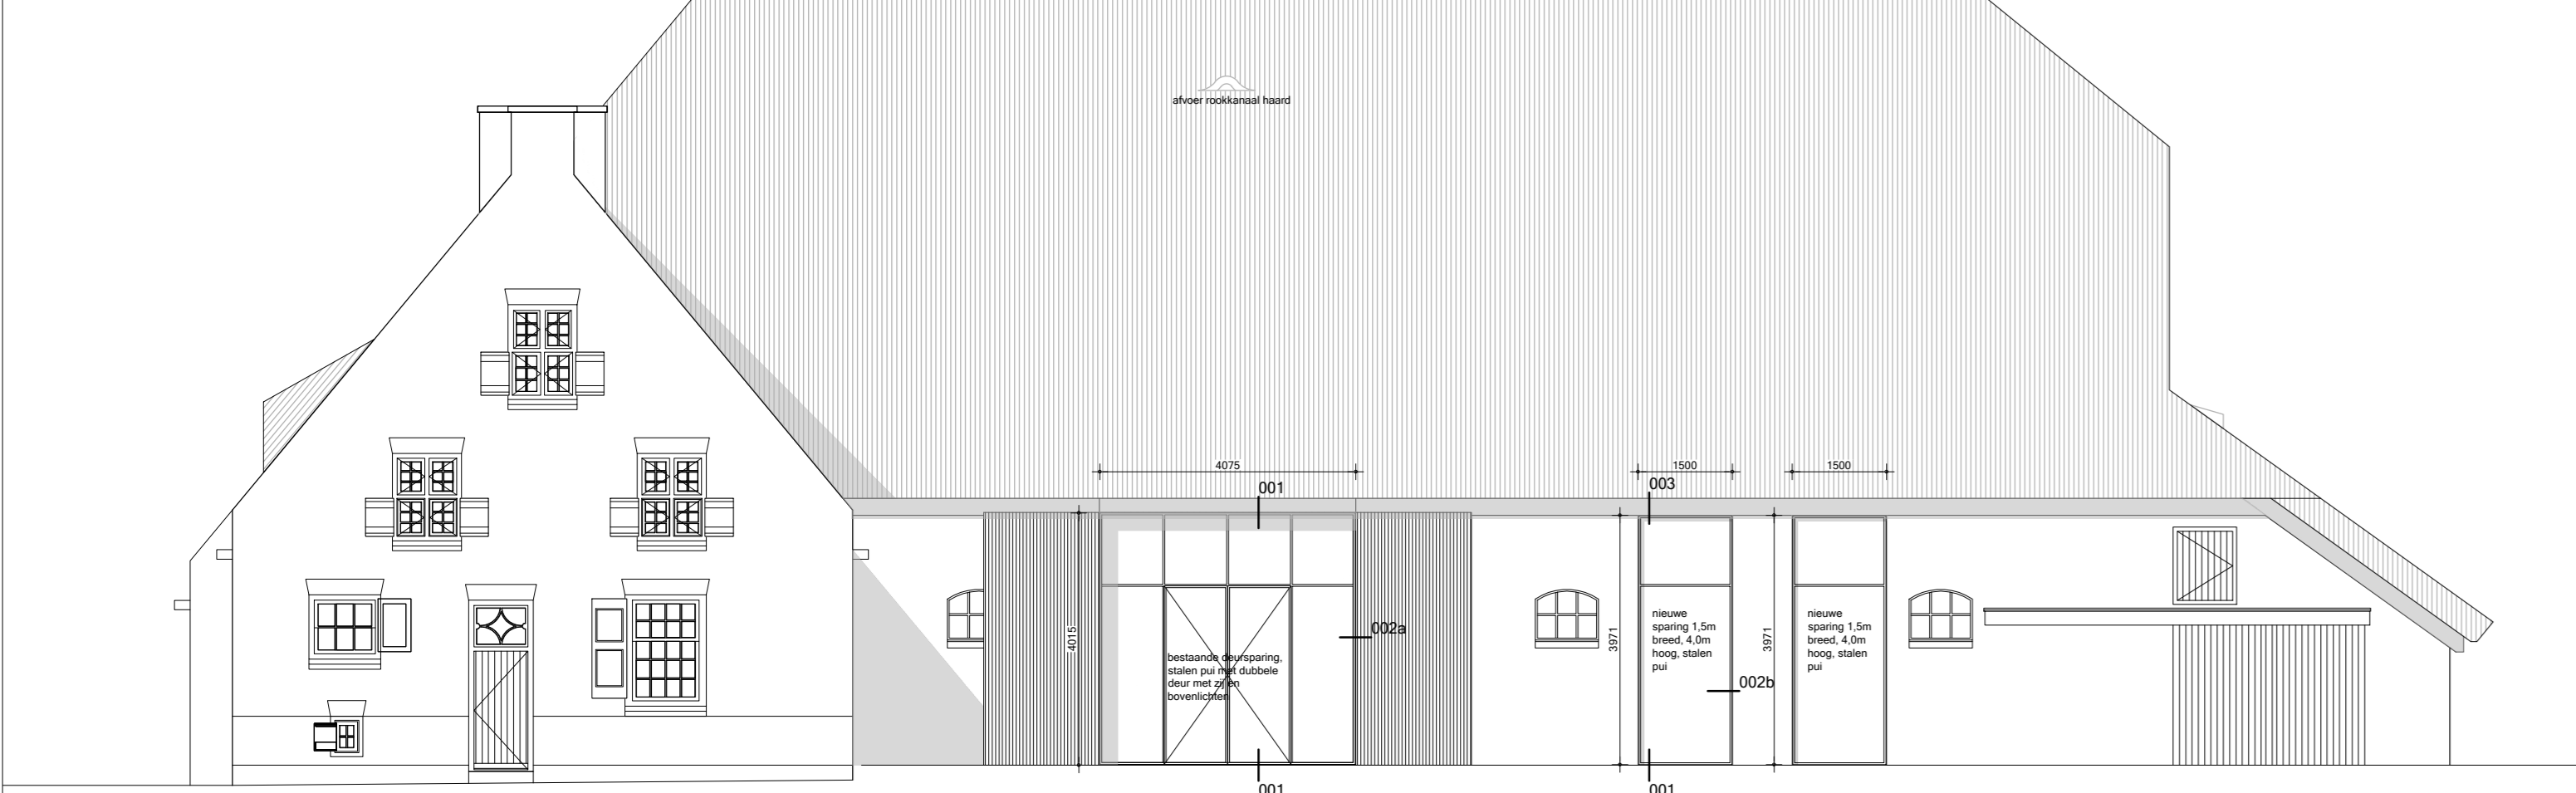 afvoer rookkanaal haard
4075
1500
1500
001
003
4015
002a
bestaande deursparing,
stalen pui met dubbele
deur met zij en
bovenlichten
3971
nieuwe
sparing 1,5m
breed, 4,0m
hoog, stalen
pui
002b
3971
nieuwe
sparing 1,5m
breed, 4,0m
hoog, stalen
pui
001
001